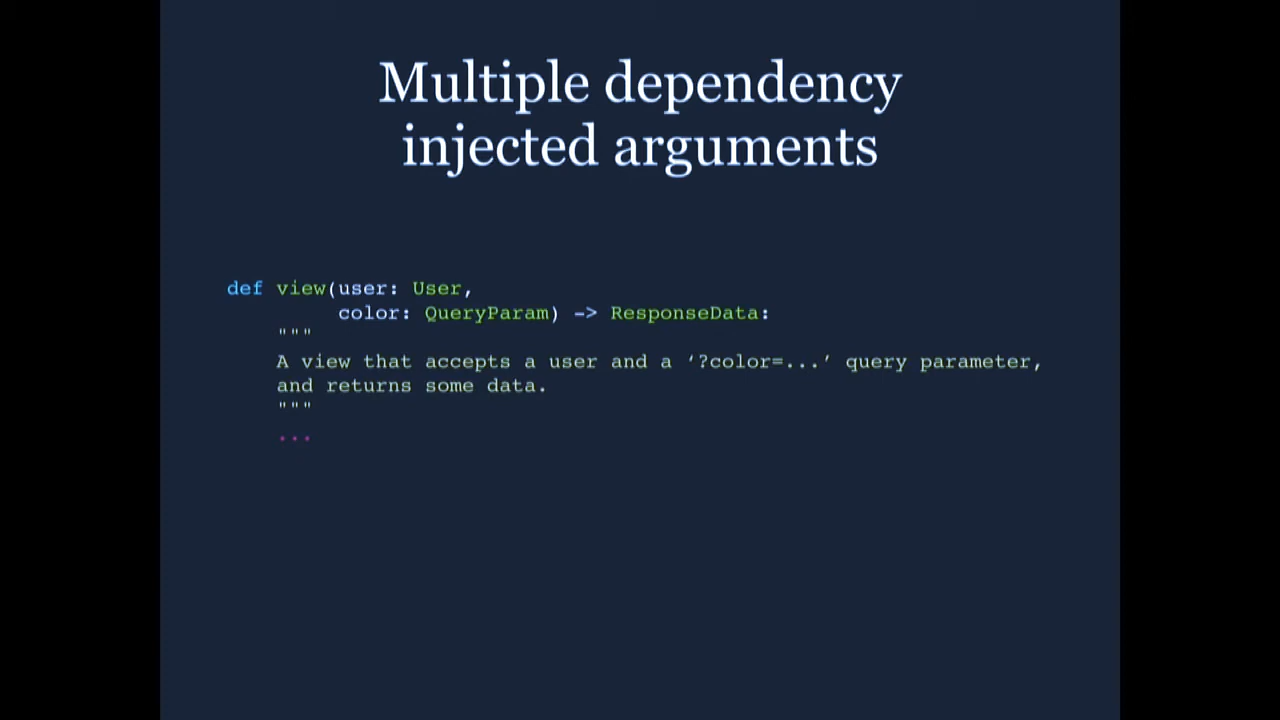 Multiple dependency
injected arguments
def view(user: User,
color: QueryParam) -> ResponseData:
"""
A view that accepts a user and a ‘?color=...’ query parameter,
and returns some data.
"""
...